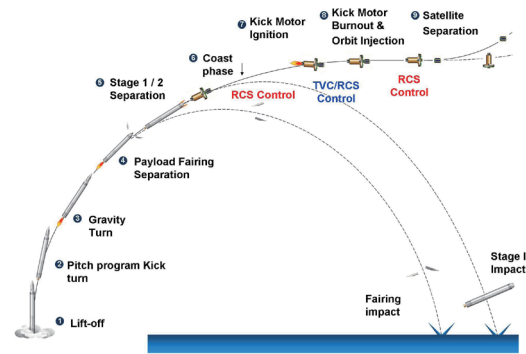 7 Kick Motor
Ignition
8 Kick Motor
Burnout &
Orbit Injection
9 Satellite
Separation
6 Coast
phase
5 Stage 1 / 2
Separation
RCS Control
TVC/RCS
Control
RCS
Control
4 Payload Fairing
Separation
3 Gravity
Turn
2 Pitch program Kick
turn
1 Lift-off
Fairing
impact
Stage I
Impact